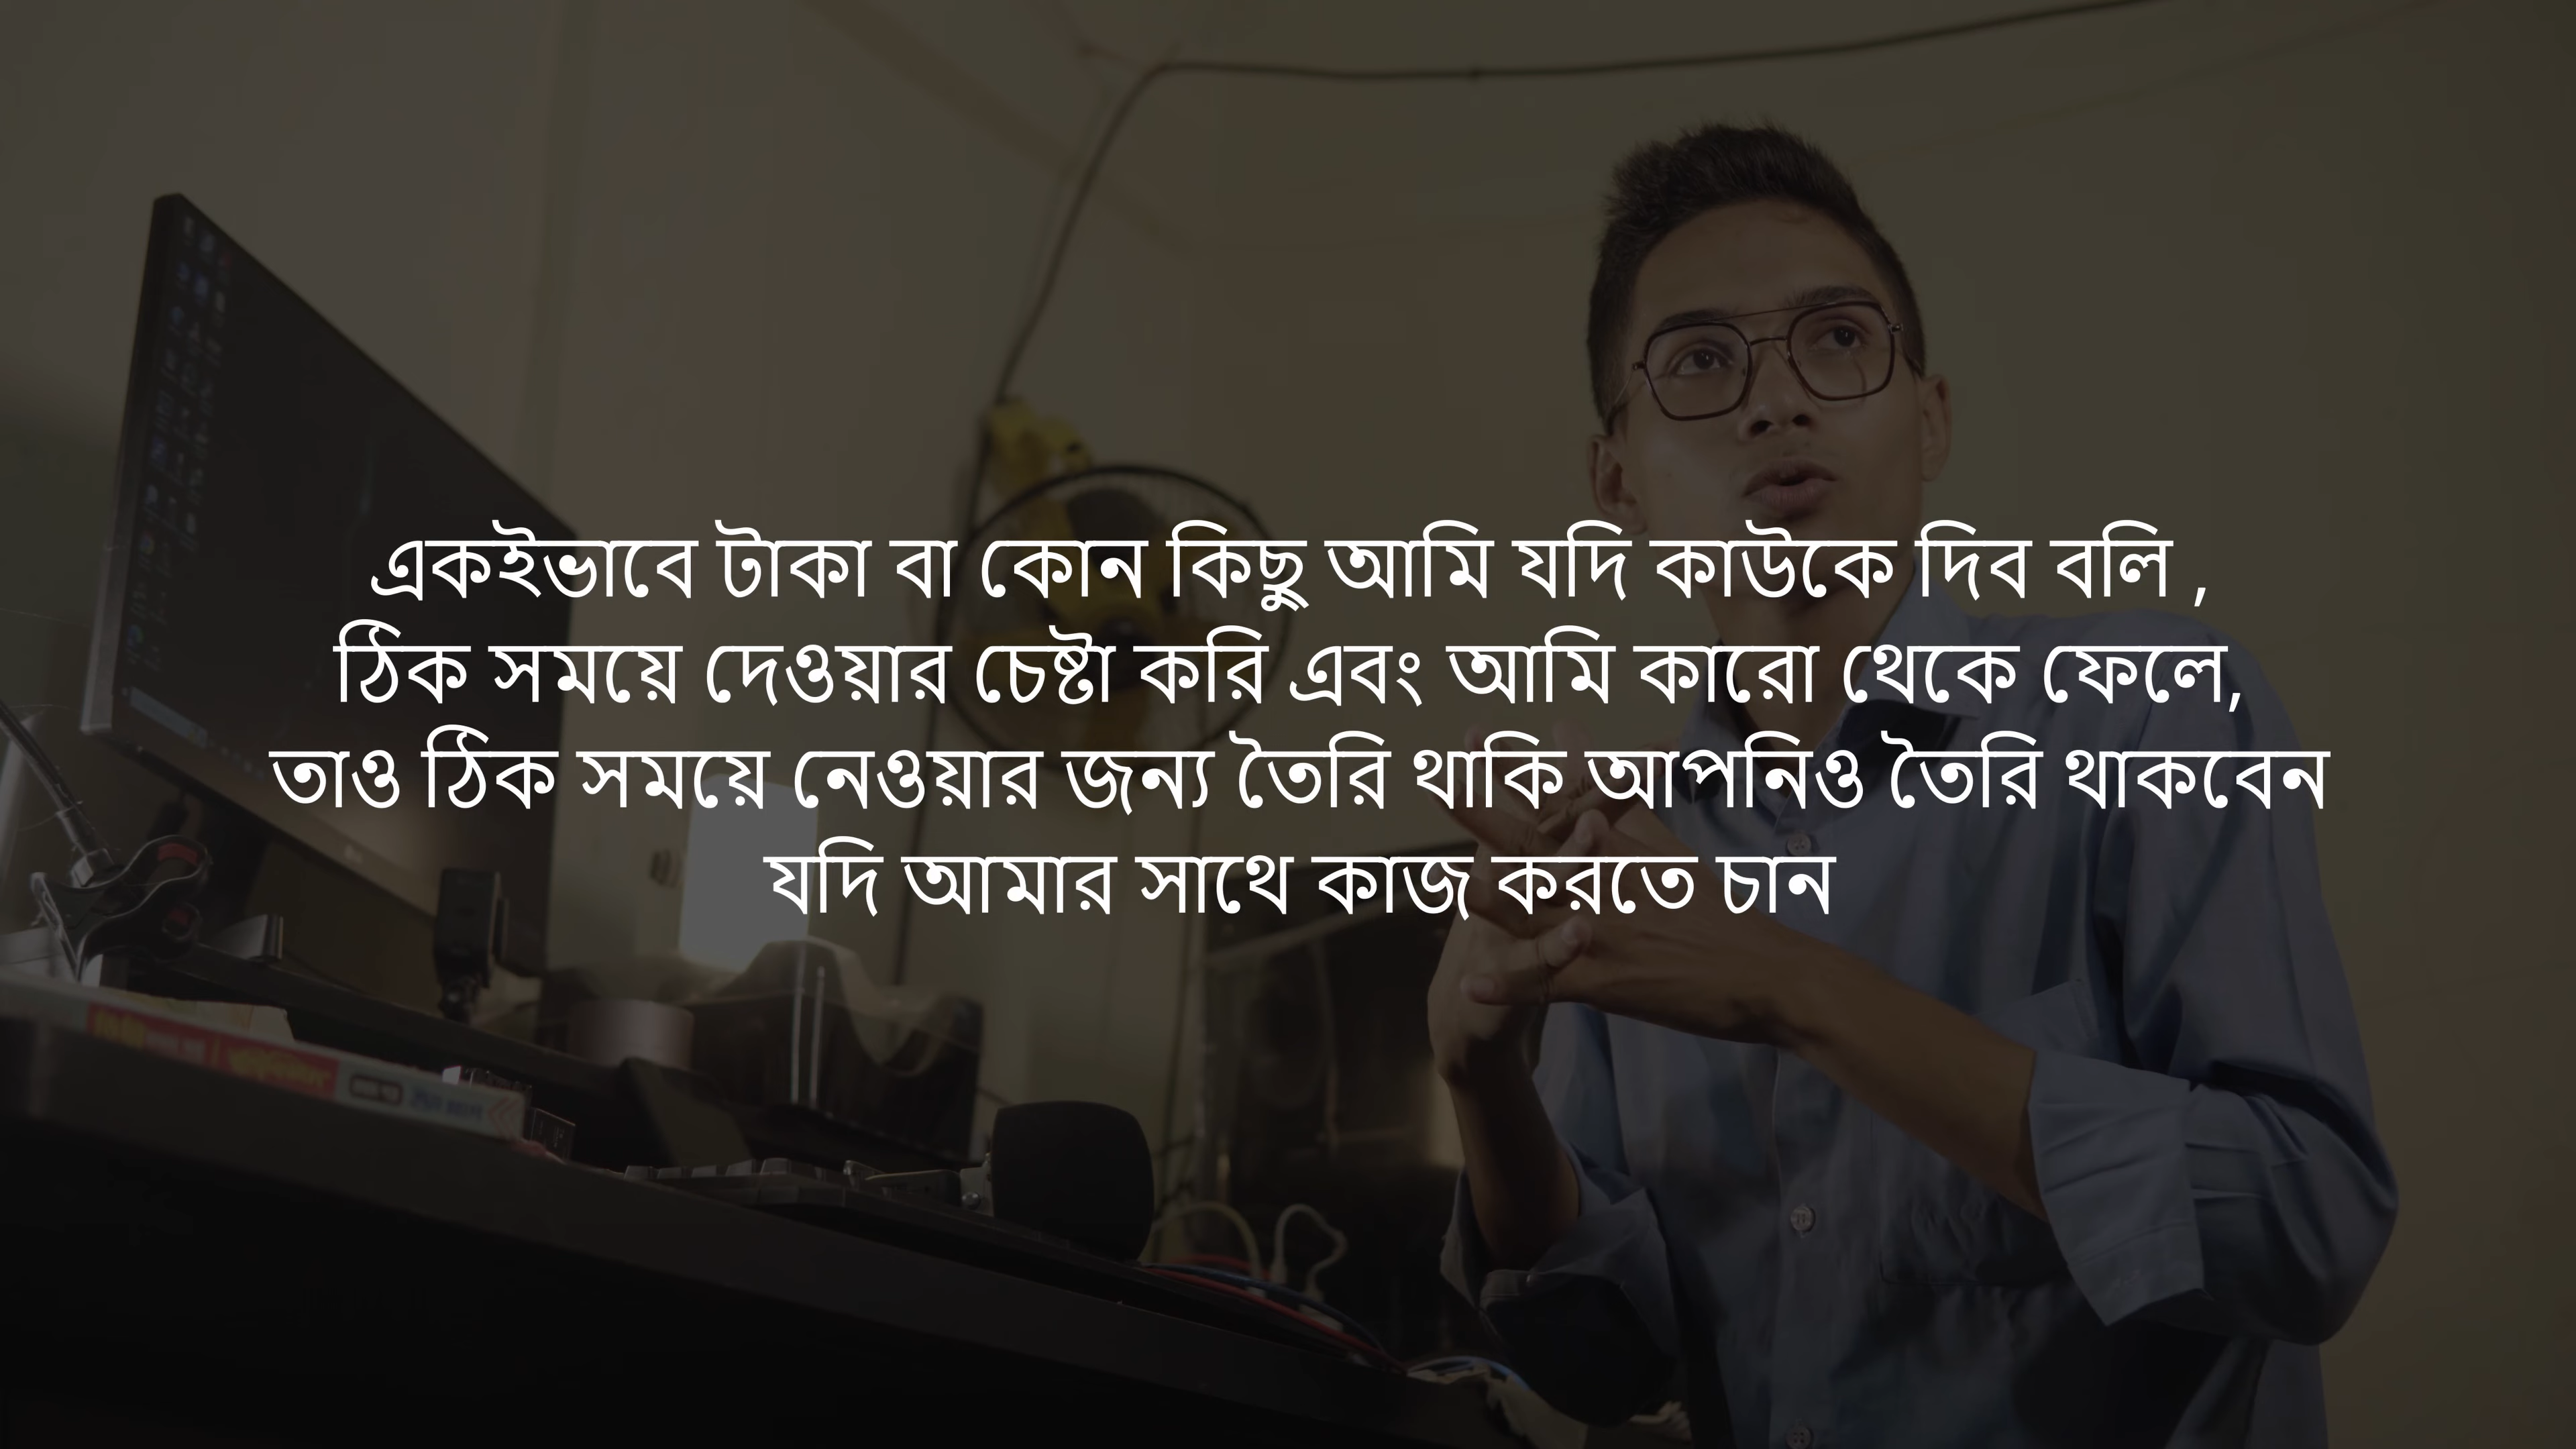 একইভাবে টাকা বা কোন কিছু আমি যদি কাউকে দিব বলি ,
ঠিক সময়ে দেওয়ার চেষ্টা করি এবং আমি কারো থেকে ফেলে,
তাও ঠিক সময়ে নেওয়ার জন্য তৈরি থাকি আপনিও তৈরি থাকবেন
যদি আমার সাথে কাজ করতে চান